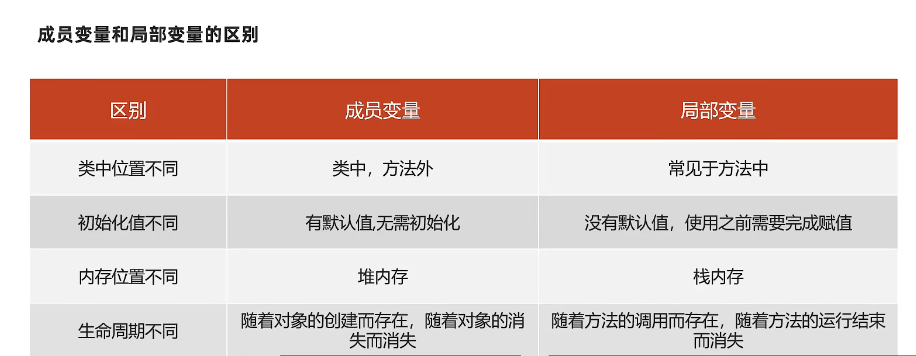 成员变量和局部变量的区别
区别 成员变量 局部变量
类中位置不同 类中，方法外 常见于方法中
初始化值不同 有默认值,无需初始化 没有默认值，使用之前需要完成赋值
内存位置不同 堆内存 栈内存
生命周期不同 随着对象的创建而存在，随着对象的消失而消失 随着方法的调用而存在，随着方法的运行结束而消失